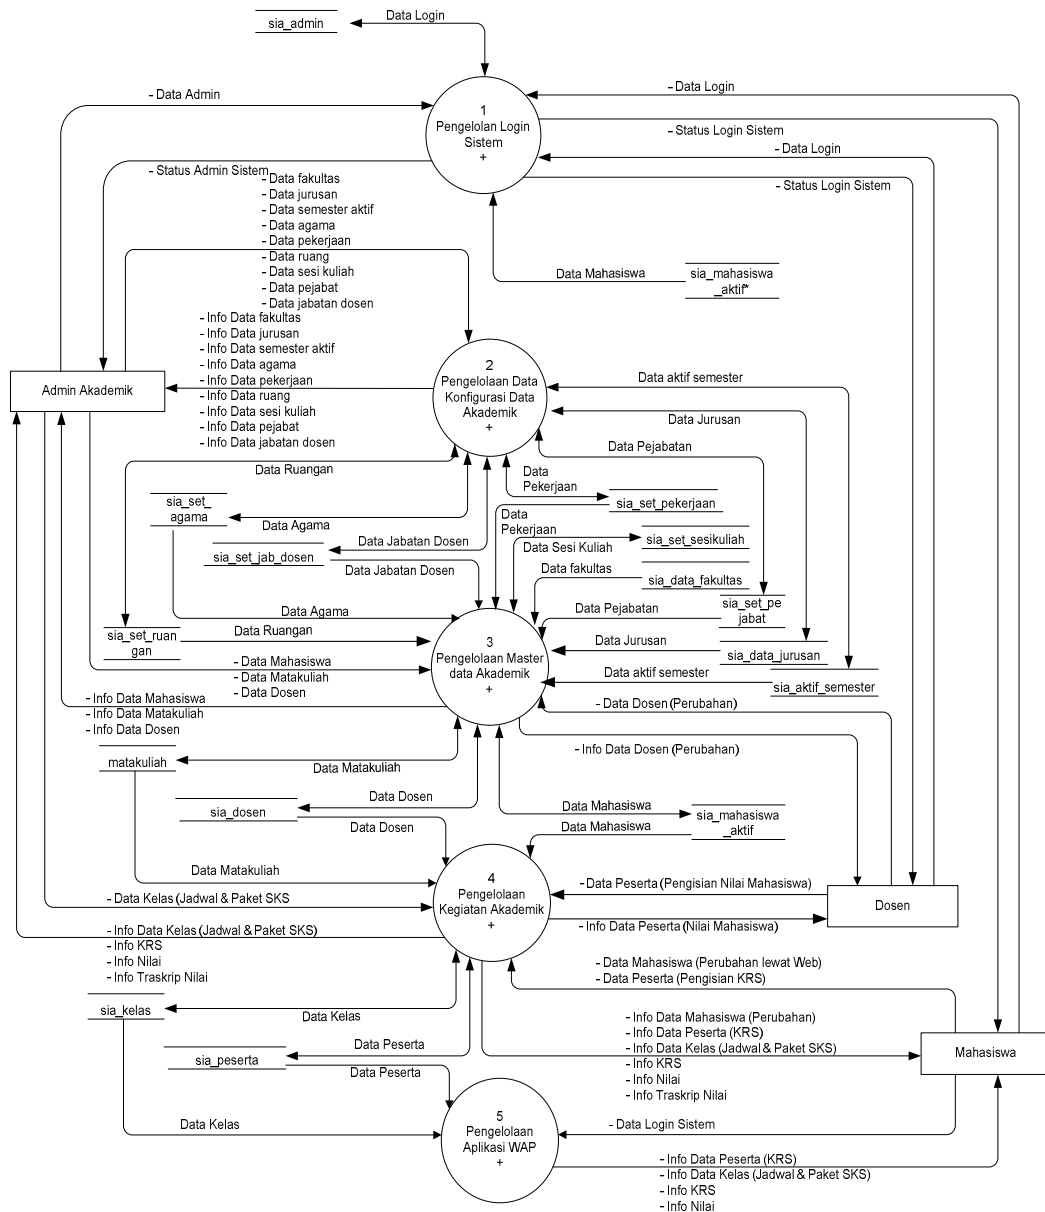 Data Login
sia_admin
- Data Login
- Data Admin
1
Pengelolan Login
Sistem
+
- Status Login Sistem
- Data Login
- Status Admin Sistem
- Status Login Sistem
- Data fakultas
- Data jurusan
- Data semester aktif
- Data agama
- Data pekerjaan
- Data ruang
- Data sesi kuliah
- Data pejabat
- Data jabatan dosen
Data Mahasiswa
sia_mahasiswa
_aktif*
- Info Data fakultas
- Info Data jurusan
- Info Data semester aktif
- Info Data agama
- Info Data pekerjaan
- Info Data ruang
- Info Data sesi kuliah
- Info Data pejabat
- Info Data jabatan dosen
Admin Akademik
2
Pengelolaan Data
Konfigurasi Data
Akademik
+
Data aktif semester
Data Jurusan
Data Pejabatan
Data Ruangan
Data
Pekerjaan
sia_set_
agama
sia_set_pekerjaan
Data Agama
Data
Pekerjaan
Data Jabatan Dosen
Data Sesi Kuliah
sia_set_sesikuliah
sia_set_jab_dosen
Data Jabatan Dosen
Data fakultas
sia_data_fakultas
Data Agama
Data Pejabatan
sia_set_pe
jabat
sia_set_ruan
gan
Data Ruangan
3
Pengelolaan Master
data Akademik
+
Data Jurusan
sia_data_jurusan
- Data Mahasiswa
- Data Matakuliah
- Data Dosen
Data aktif semester
sia_aktif_semester
- Info Data Mahasiswa
- Info Data Matakuliah
- Info Data Dosen
- Data Dosen (Perubahan)
- Info Data Dosen (Perubahan)
matakuliah
Data Matakuliah
Data Dosen
sia_dosen
Data Dosen
Data Mahasiswa
sia_mahasiswa
_aktif
Data Mahasiswa
Data Matakuliah
4
Pengelolaan
Kegiatan Akademik
+
- Data Peserta (Pengisian Nilai Mahasiswa)
Dosen
- Data Kelas (Jadwal & Paket SKS
- Info Data Peserta (Nilai Mahasiswa)
- Info Data Kelas (Jadwal & Paket SKS)
- Info KRS
- Info Nilai
- Info Traskrip Nilai
- Data Mahasiswa (Perubahan lewat Web)
- Data Peserta (Pengisian KRS)
sia_kelas
Data Kelas
- Info Data Mahasiswa (Perubahan)
- Info Data Peserta (KRS)
- Info Data Kelas (Jadwal & Paket SKS)
- Info KRS
- Info Nilai
- Info Traskrip Nilai
Mahasiswa
Data Peserta
sia_peserta
Data Peserta
Data Kelas
5
Pengelolaan
Aplikasi WAP
+
- Data Login Sistem
- Info Data Peserta (KRS)
- Info Data Kelas (Jadwal & Paket SKS)
- Info KRS
- Info Nilai